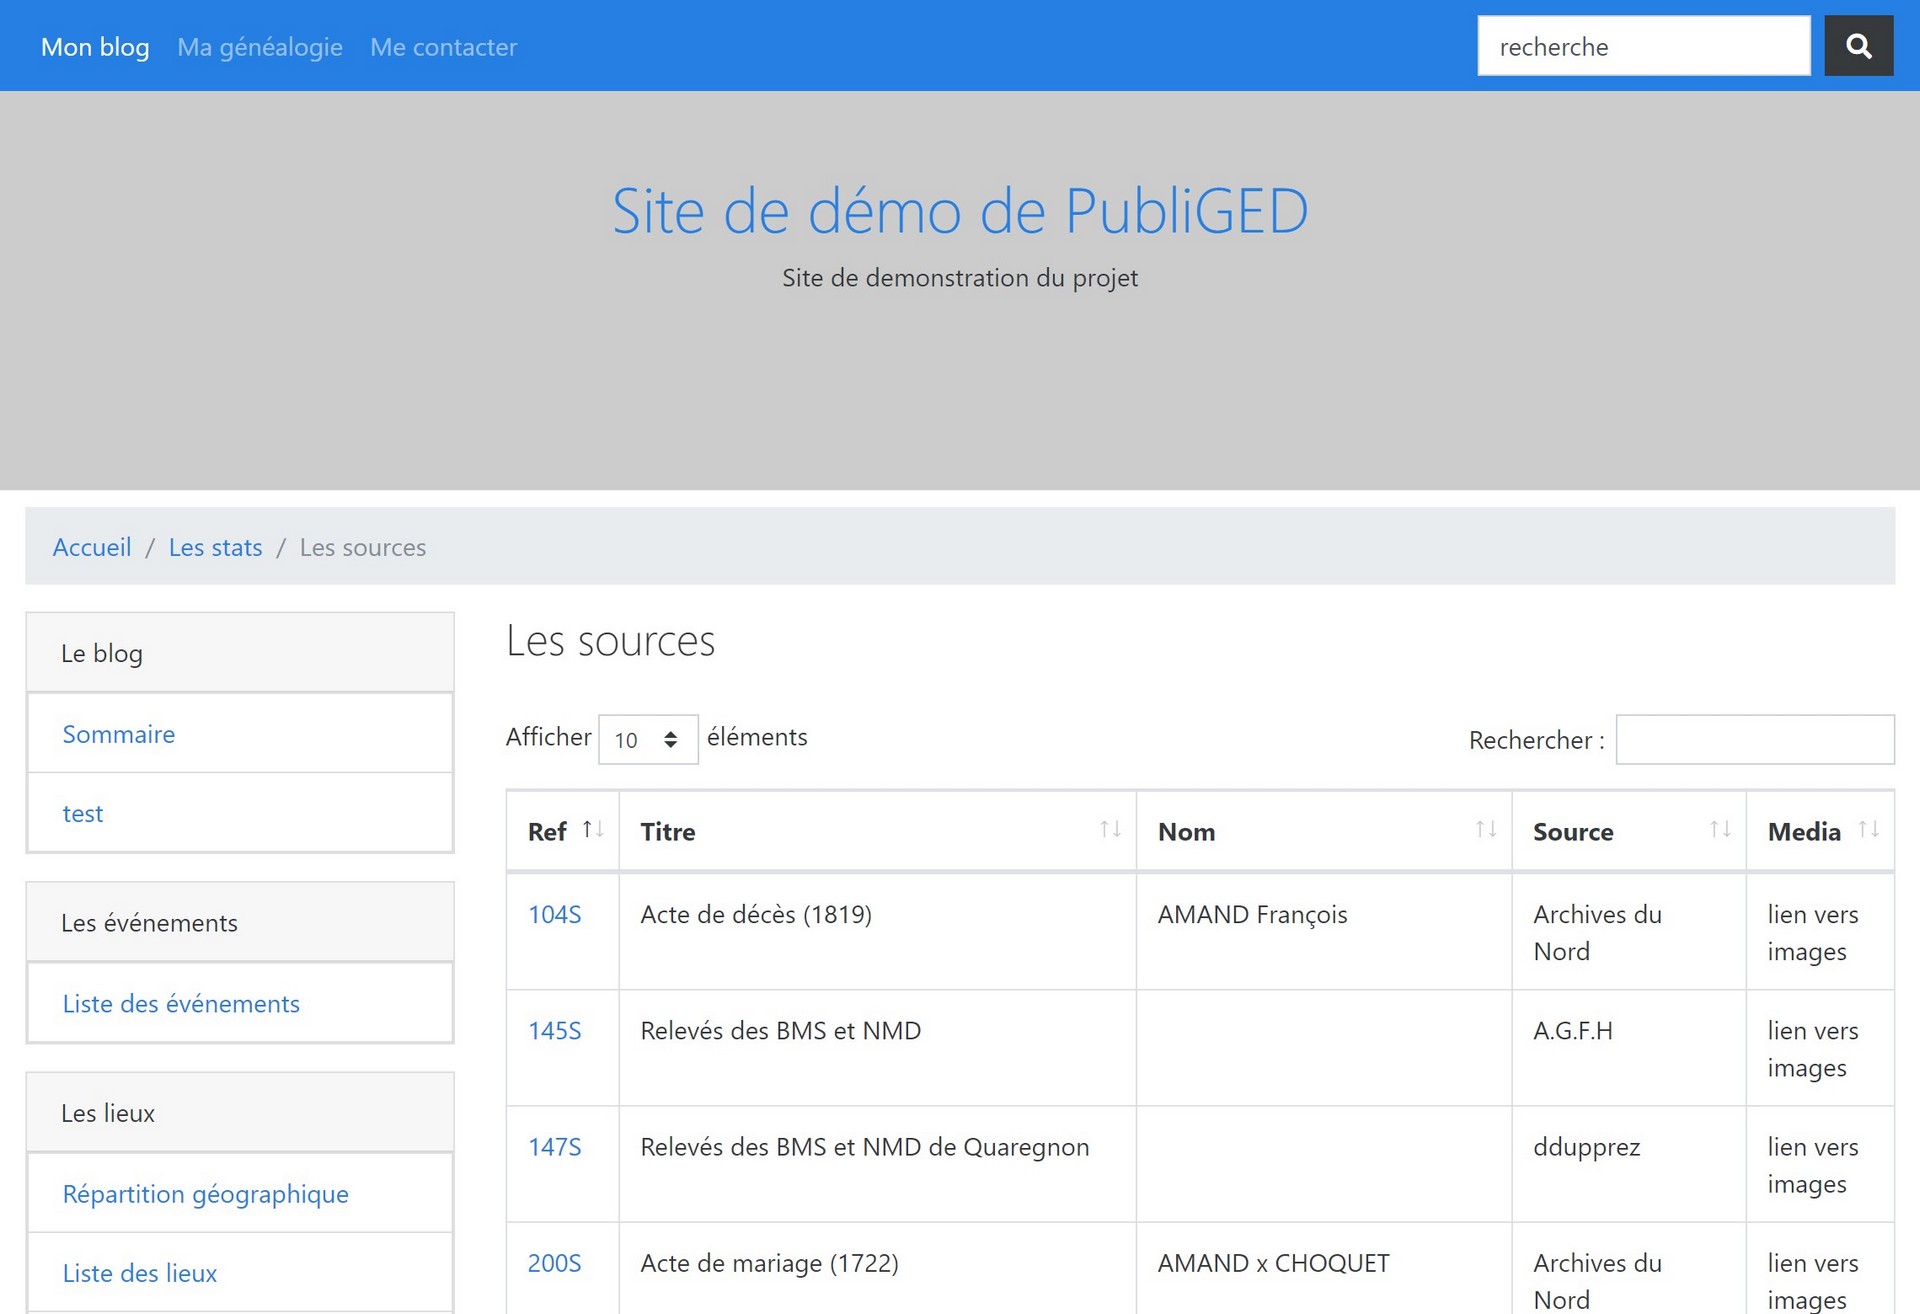 Mon blog Ma généalogie Me contacter recherche
Site de démo de PubliGED
Site de demonstration du projet
Accueil / Les stats / Les sources
Le blog
Sommaire
test
Les événements
Liste des événements
Les lieux
Répartition géographique
Liste des lieux
Les sources
Afficher 10 éléments Rechercher :
Ref Titre Nom Source Media
104S Acte de décès (1819) AMAND François Archives du lien vers
Nord images
145S Relevés des BMS et NMD A.G.F.H lien vers
images
147S Relevés des BMS et NMD de Quaregnon ddupprez lien vers
images
200S Acte de mariage (1722) AMAND x CHOQUET Archives du lien vers
Nord images